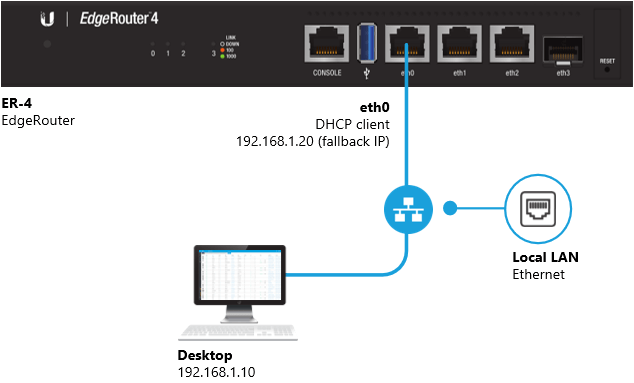 U | EdgeRouter 4
LINK
DOWN
100
1000
0 1 2 3
CONSOLE eth0 eth1 eth2 eth3
RESET
ER-4
EdgeRouter
eth0
DHCP client
192.168.1.20 (fallback IP)
Local LAN
Ethernet
Desktop
192.168.1.10